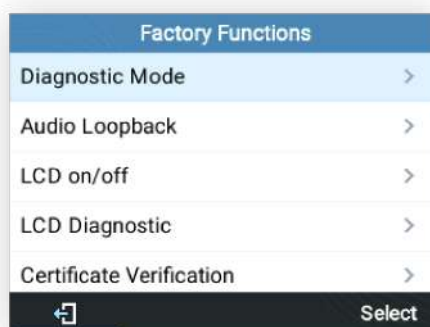 Factory Functions
Diagnostic Mode
Audio Loopback
LCD on/off
LCD Diagnostic
Certificate Verification
Select